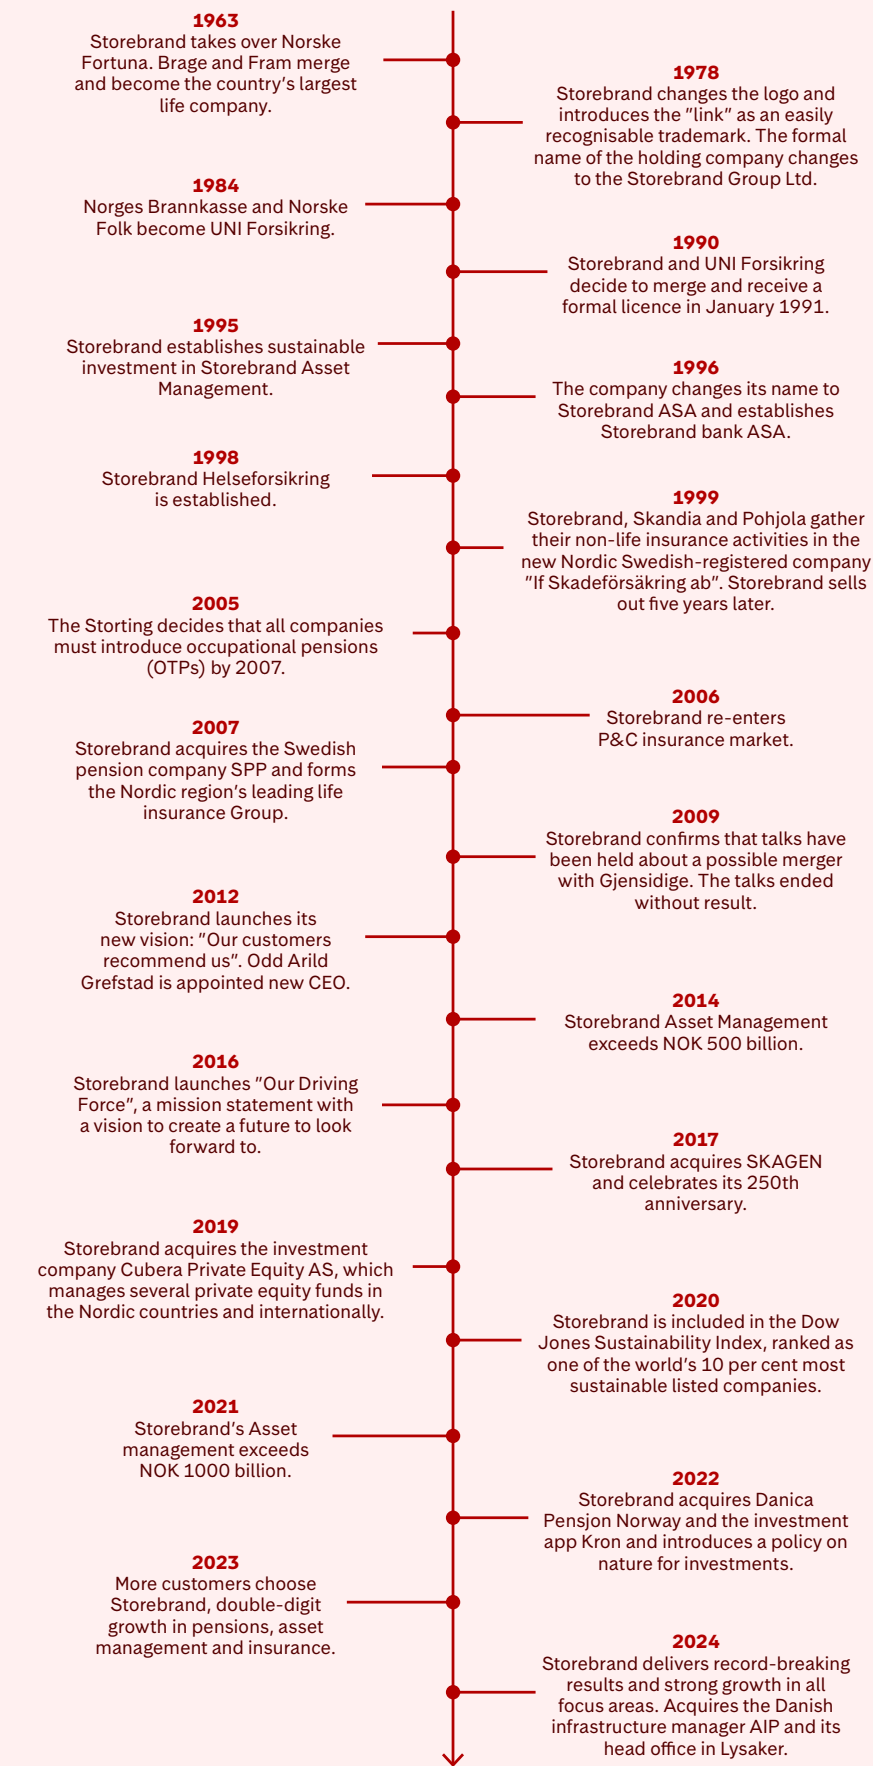 1963
Storebrand takes over Norske
Fortuna. Brage and Fram merge
and become the country's largest
life company.
1978
Storebrand changes the logo and
introduces the "link" as an easily
recognisable trademark. The formal
name of the holding company changes
to the Storebrand Group Ltd.
1984
Norges Brannkasse and Norske
Folk become UNI Forsikring.
1990
Storebrand and UNI Forsikring
decide to merge and receive a
formal licence in January 1991.
1995
Storebrand establishes sustainable
investment in Storebrand Asset
Management.
1996
The company changes its name to
Storebrand ASA and establishes
Storebrand bank ASA.
1998
Storebrand Helseforsikring
is established.
1999
Storebrand, Skandia and Pohjola gather
their non-life insurance activities in the
new Nordic Swedish-registered company
"If Skadeförsäkring ab". Storebrand sells
out five years later.
2005
The Storting decides that all companies
must introduce occupational pensions
(OTPs) by 2007.
2006
Storebrand re-enters
P&C insurance market.
2007
Storebrand acquires the Swedish
pension company SPP and forms
the Nordic region's leading life
insurance Group.
2009
Storebrand confirms that talks have
been held about a possible merger
with Gjensidige. The talks ended
without result.
2012
Storebrand launches its
new vision: "Our customers
recommend us". Odd Arild
Grefstad is appointed new CEO.
2014
Storebrand Asset Management
exceeds NOK 500 billion.
2016
Storebrand launches "Our Driving
Force", a mission statement with
a vision to create a future to look
forward to.
2017
Storebrand acquires SKAGEN
and celebrates its 250th
anniversary.
2019
Storebrand acquires the investment
company Cubera Private Equity AS, which
manages several private equity funds in
the Nordic countries and internationally.
2020
Storebrand is included in the Dow
Jones Sustainability Index, ranked as
one of the world's 10 per cent most
sustainable listed companies.
2021
Storebrand's Asset
management exceeds
NOK 1000 billion.
2022
Storebrand acquires Danica
Pensjon Norway and the investment
app Kron and introduces a policy on
nature for investments.
2023
More customers choose
Storebrand, double-digit
growth in pensions, asset
management and insurance.
2024
Storebrand delivers record-breaking
results and strong growth in all
focus areas. Acquires the Danish
infrastructure manager AIP and its
head office in Lysaker.